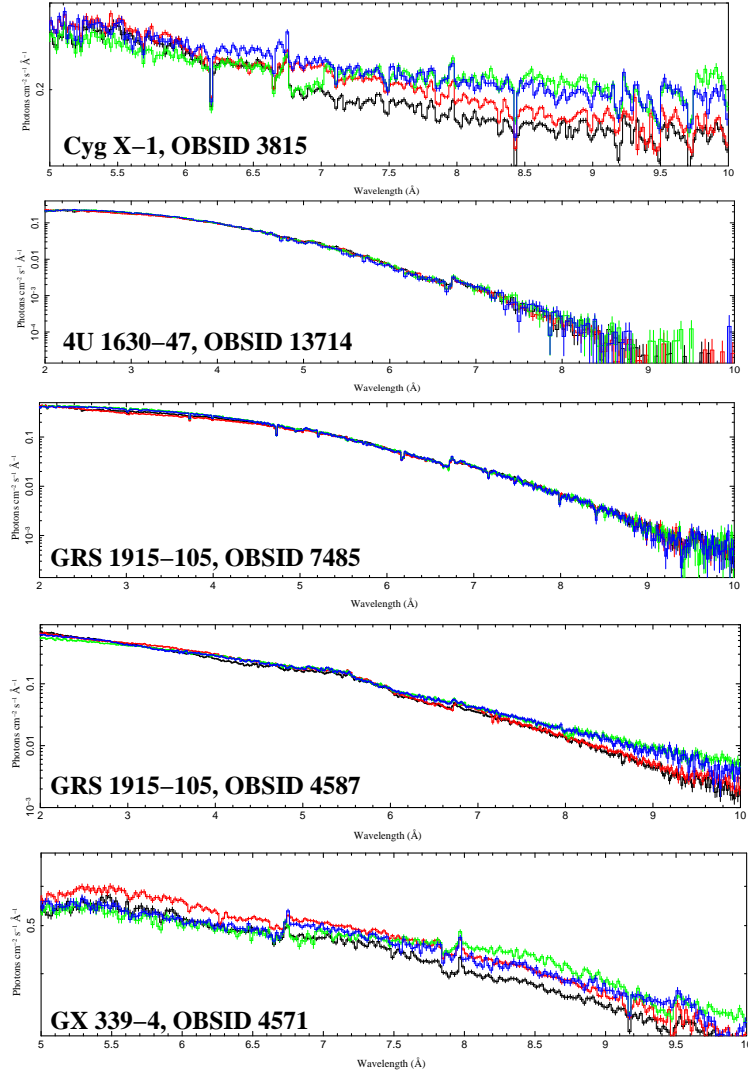 Photons cm⁻² s⁻¹ Å⁻¹
0.2
Cyg X−1, OBSID 3815
5 5.5 6 6.5 7 7.5 8 8.5 9 9.5 10
Wavelength (Å)
Photons cm⁻² s⁻¹ Å⁻¹
0.1
0.01
10⁻³
10⁻⁴
4U 1630−47, OBSID 13714
2 3 4 5 6 7 8 9 10
Wavelength (Å)
Photons cm⁻² s⁻¹ Å⁻¹
0.1
0.01
10⁻³
GRS 1915−105, OBSID 7485
2 3 4 5 6 7 8 9 10
Wavelength (Å)
Photons cm⁻² s⁻¹ Å⁻¹
0.1
0.01
10⁻³
GRS 1915−105, OBSID 4587
2 3 4 5 6 7 8 9 10
Wavelength (Å)
Photons cm⁻² s⁻¹ Å⁻¹
0.5
GX 339−4, OBSID 4571
5 5.5 6 6.5 7 7.5 8 8.5 9 9.5 10
Wavelength (Å)